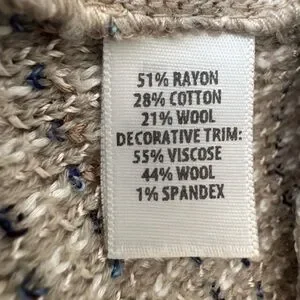 51% RAYON
28% COTTON
21% WOOL
DECORATIVE TRIM:
55% VISCOSE
44% WOOL
1% SPANDEX